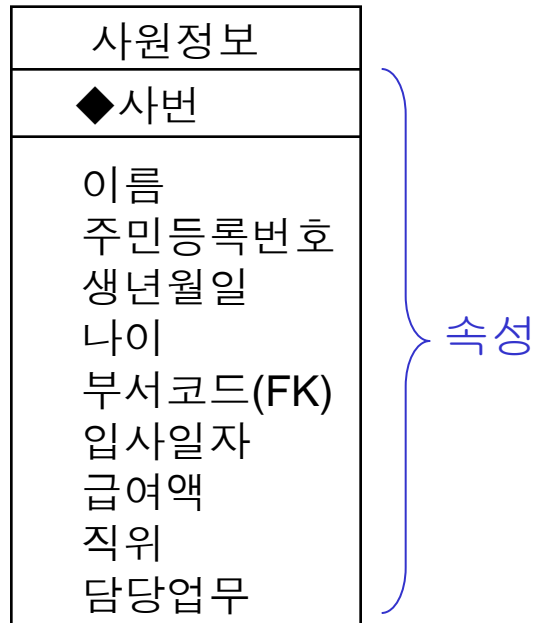 사원정보
◆사번
이름
주민등록번호
생년월일
나이
부서코드(FK)
입사일자
급여액
직위
담당업무
속성